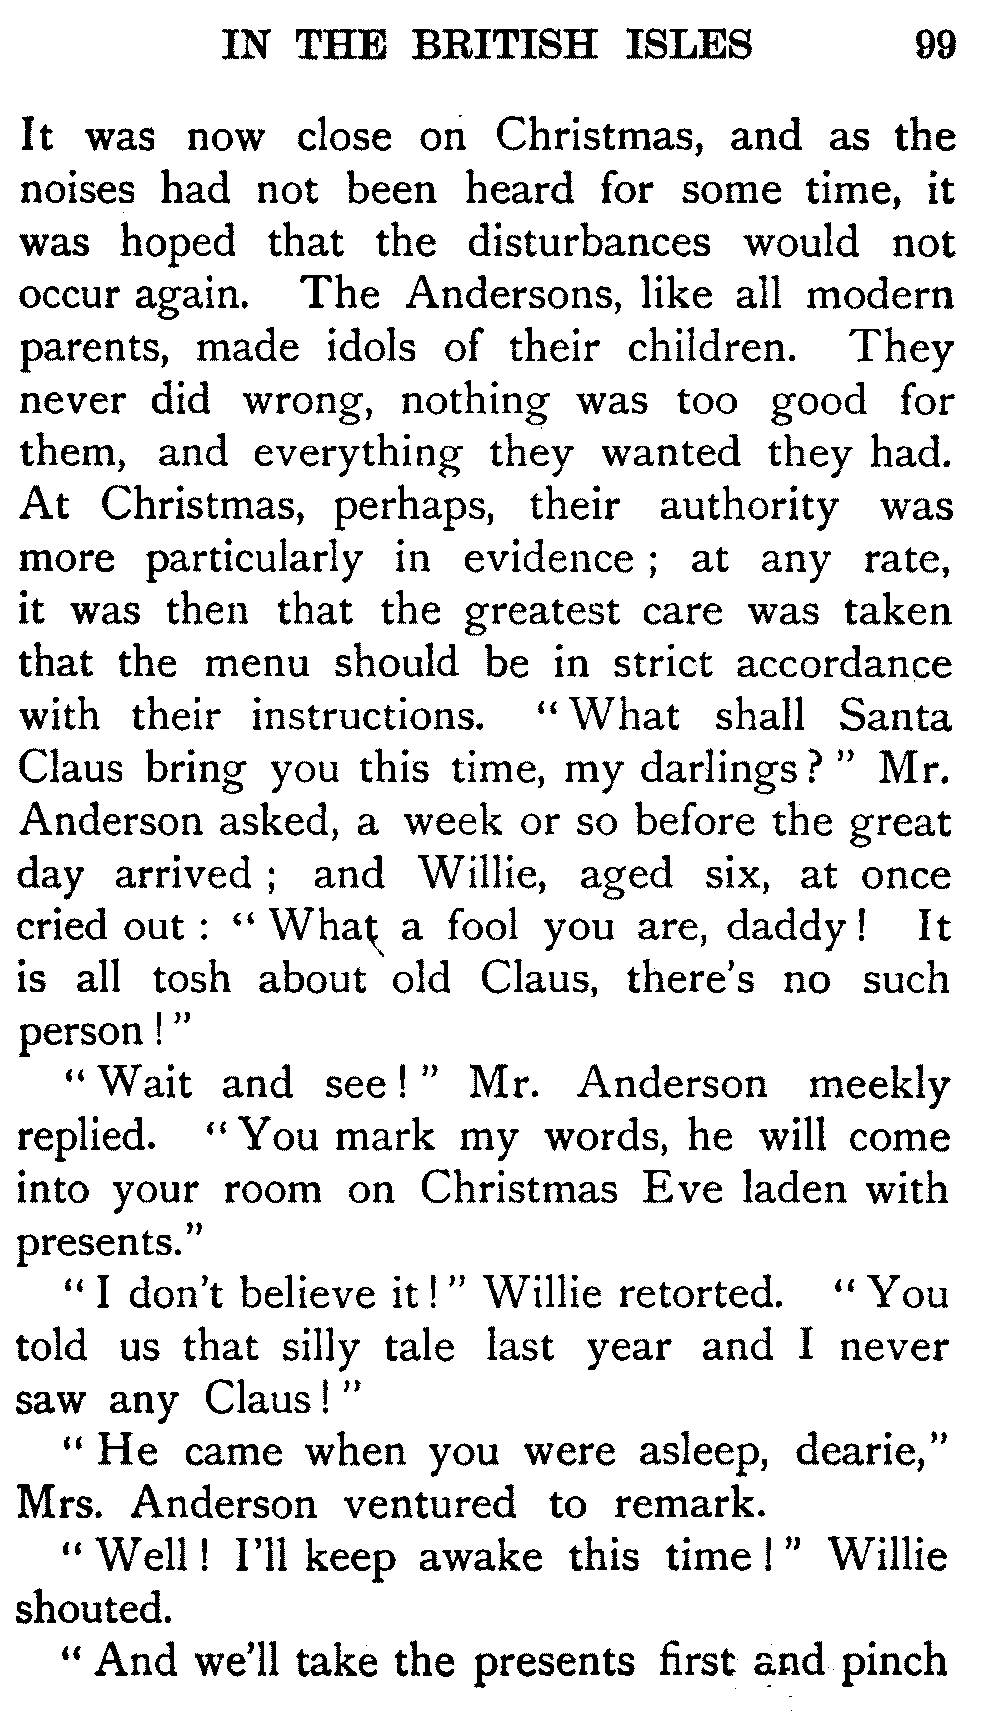 IN THE BRITISH ISLES 99
It was now close on Christmas, and as the
noises had not been heard for some time, it
was hoped that the disturbances would not
occur again. The Andersons, like all modern
parents, made idols of their children. They
never did wrong, nothing was too good for
them, and everything they wanted they had.
At Christmas, perhaps, their authority was
more particularly in evidence ; at any rate,
it was then that the greatest care was taken
that the menu should be in strict accordance
with their instructions. “ What shall Santa
Claus bring you this time, my darlings ? ” Mr.
Anderson asked, a week or so before the great
day arrived ; and Willie, aged six, at once
cried out : “ What a fool you are, daddy ! It
is all tosh about old Claus, there's no such
person ! ”
“ Wait and see ! ” Mr. Anderson meekly
replied. “ You mark my words, he will come
into your room on Christmas Eve laden with
presents.”
“ I don't believe it ! ” Willie retorted. “ You
told us that silly tale last year and I never
saw any Claus ! ”
“ He came when you were asleep, dearie,”
Mrs. Anderson ventured to remark.
“ Well ! I'll keep awake this time ! ” Willie
shouted.
“ And we'll take the presents first and pinch